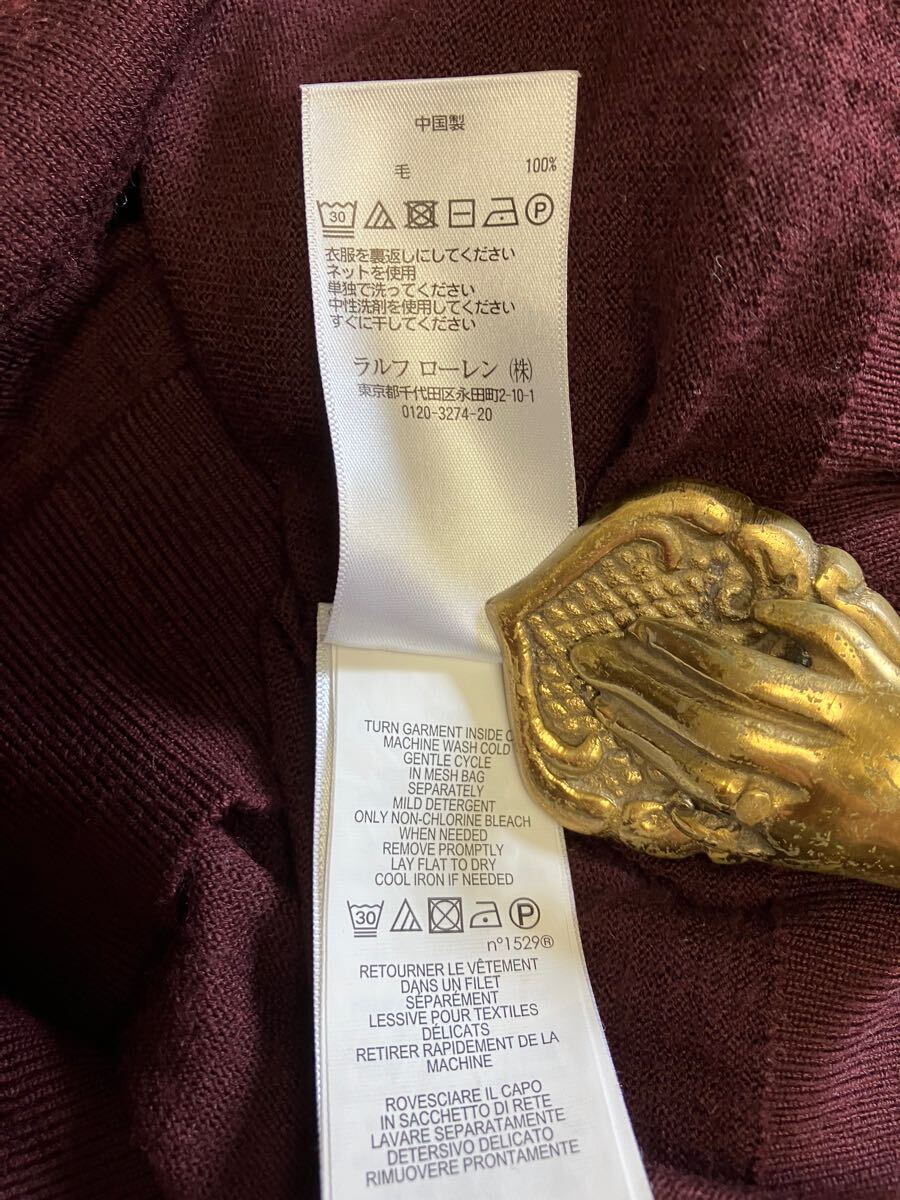 中国製
毛 100%
30 P
衣服を裏返しにしてください
ネットを使用
単独で洗ってください
中性洗剤を使用してください
すぐに干してください
ラルフ ローレン (株)
東京都千代田区永田町2-10-1
0120-3274-20
TURN GARMENT INSIDE
MACHINE WASH COLD
GENTLE CYCLE
IN MESH BAG
SEPARATELY
MILD DETERGENT
ONLY NON-CHLORINE BLEACH
WHEN NEEDED
REMOVE PROMPTLY
LAY FLAT TO DRY
COOL IRON IF NEEDED
30 P
n°1529®
RETOURNER LE VÊTEMENT
DANS UN FILET
SÉPARÉMENT
LESSIVE POUR TEXTILES
DÉLICATS
RETIRER RAPIDEMENT DE LA
MACHINE
ROVESCIARE IL CAPO
IN SACCHETTO DI RETE
LAVARE SEPARATAMENTE
DETERSIVO DELICATO
RIMUOVERE PRONTAMENTE